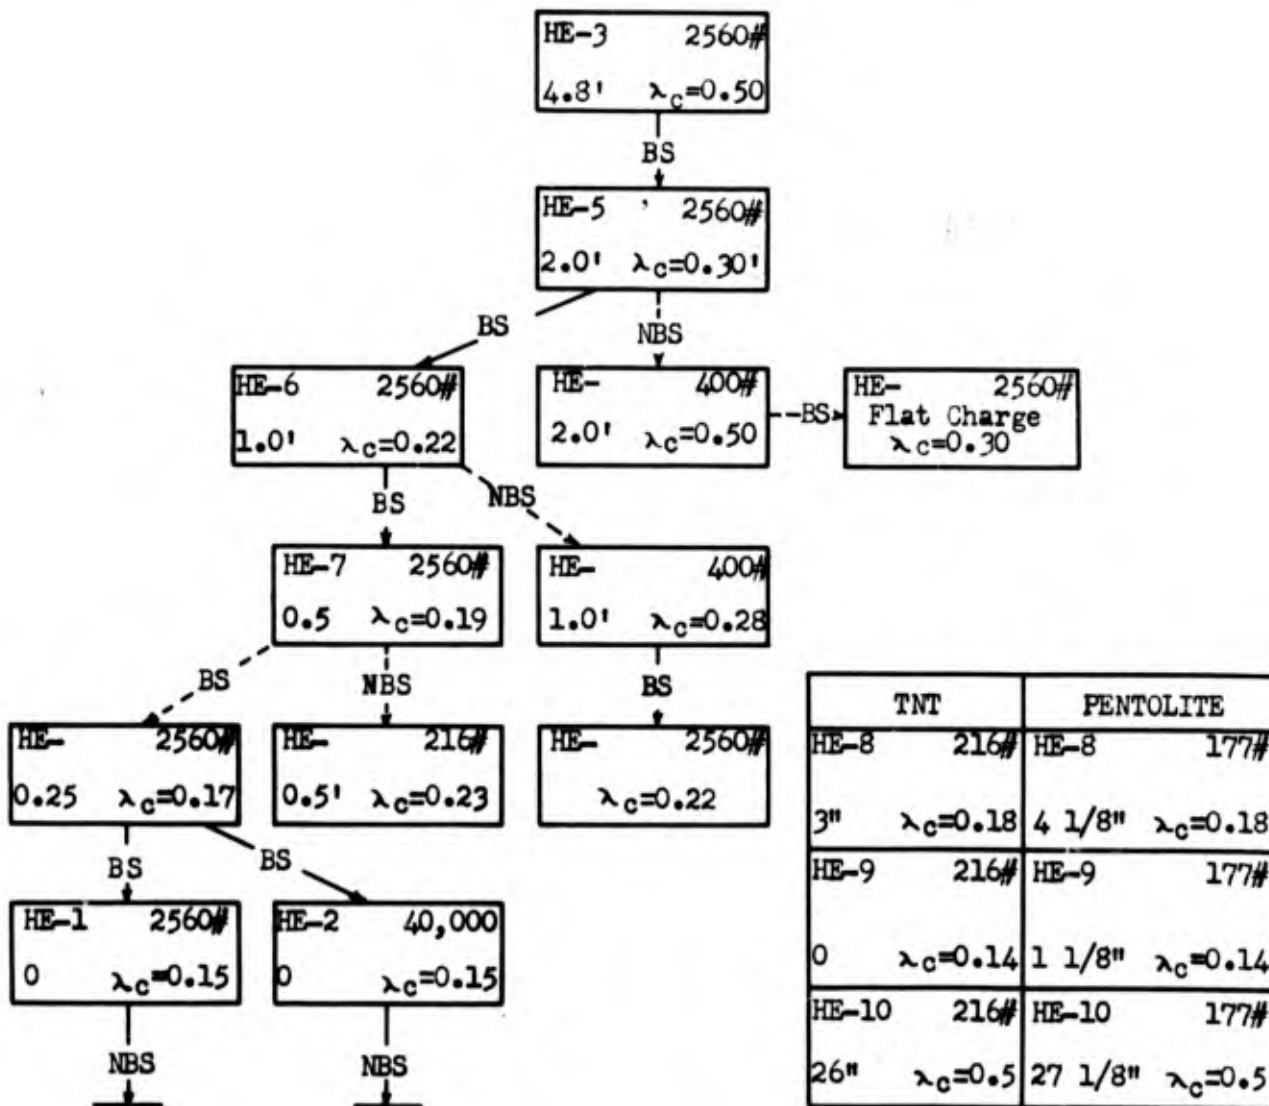 HE-3 2560#
4.8' λc=0.50
BS
HE-5 ' 2560#
2.0' λc=0.30'
BS
NBS
HE-6 2560#
1.0' λc=0.22
HE- 400#
2.0' λc=0.50
BS
HE- 2560#
Flat Charge
λc=0.30
BS
NBS
HE-7 2560#
0.5 λc=0.19
HE- 400#
1.0' λc=0.28
BS
NBS
BS
HE- 2560#
0.25 λc=0.17
HE- 216#
0.5' λc=0.23
HE- 2560#
λc=0.22
BS
BS
HE-1 2560#
0 λc=0.15
HE-2 40,000
0 λc=0.15
NBS
NBS
TNT PENTOLITE
HE-8 216# HE-8 177#
3" λc=0.18 4 1/8" λc=0.18
HE-9 216# HE-9 177#
0 λc=0.14 1 1/8" λc=0.14
HE-10 216# HE-10 177#
26" λc=0.5 27 1/8" λc=0.5